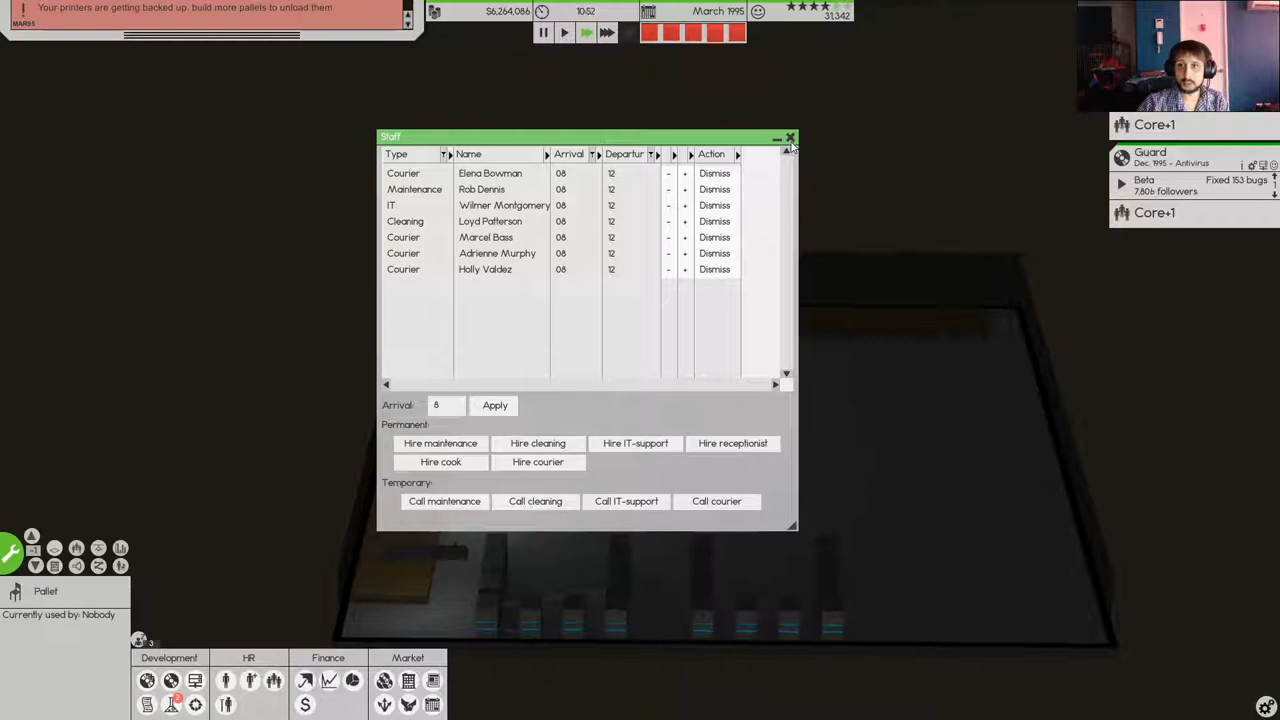 Your printers are getting backed up. build more pallets to unload them
MAR95
$6,264,086
10:52
March 1995
31,342
Core+1
Guard
Dec. 1995 - Antivirus
Beta
Fixed 153 bugs
7,806 followers
Core+1
Staff
Type Name Arrival Departur Action
Courier Elena Bowman 08 12 - + Dismiss
Maintenance Rob Dennis 08 12 - + Dismiss
IT Wilmer Montgomery 08 12 - + Dismiss
Cleaning Loyd Patterson 08 12 - + Dismiss
Courier Marcel Bass 08 12 - + Dismiss
Courier Adrienne Murphy 08 12 - + Dismiss
Courier Holly Valdez 08 12 - + Dismiss
Arrival: 8 Apply
Permanent:
Hire maintenance Hire cleaning Hire IT-support Hire receptionist
Hire cook Hire courier
Temporary:
Call maintenance Call cleaning Call IT-support Call courier
-1
Pallet
Currently used by: Nobody
3
Development HR Finance Market
2